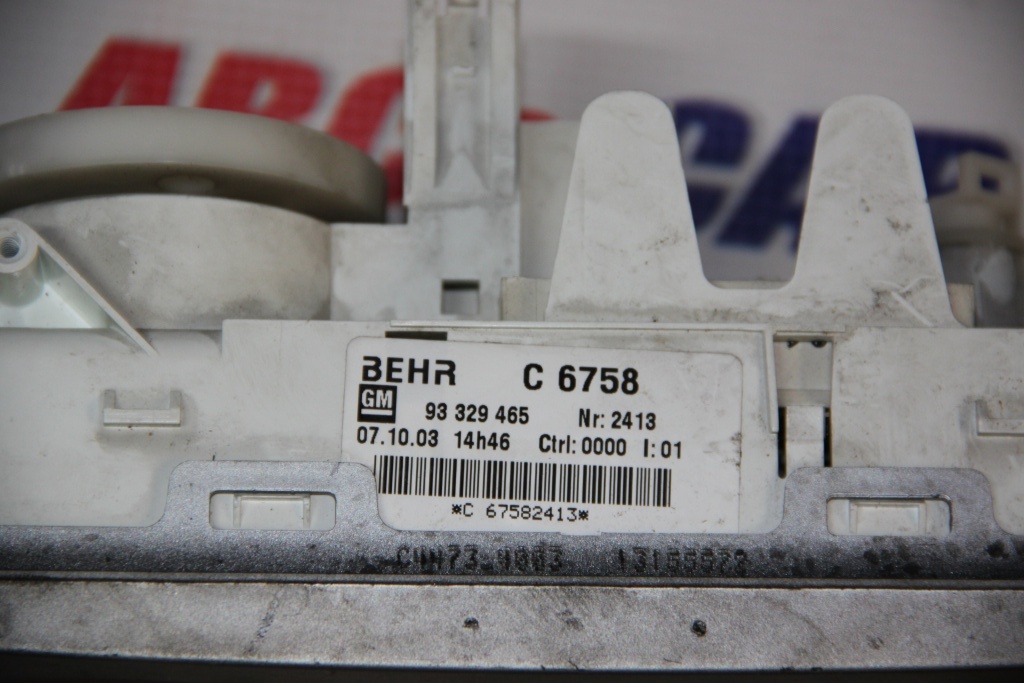 BEHR C 6758
GM 93 329 465 Nr: 2413
07.10.03 14h46 Ctrl: 0000 I: 01
*C 67582413*